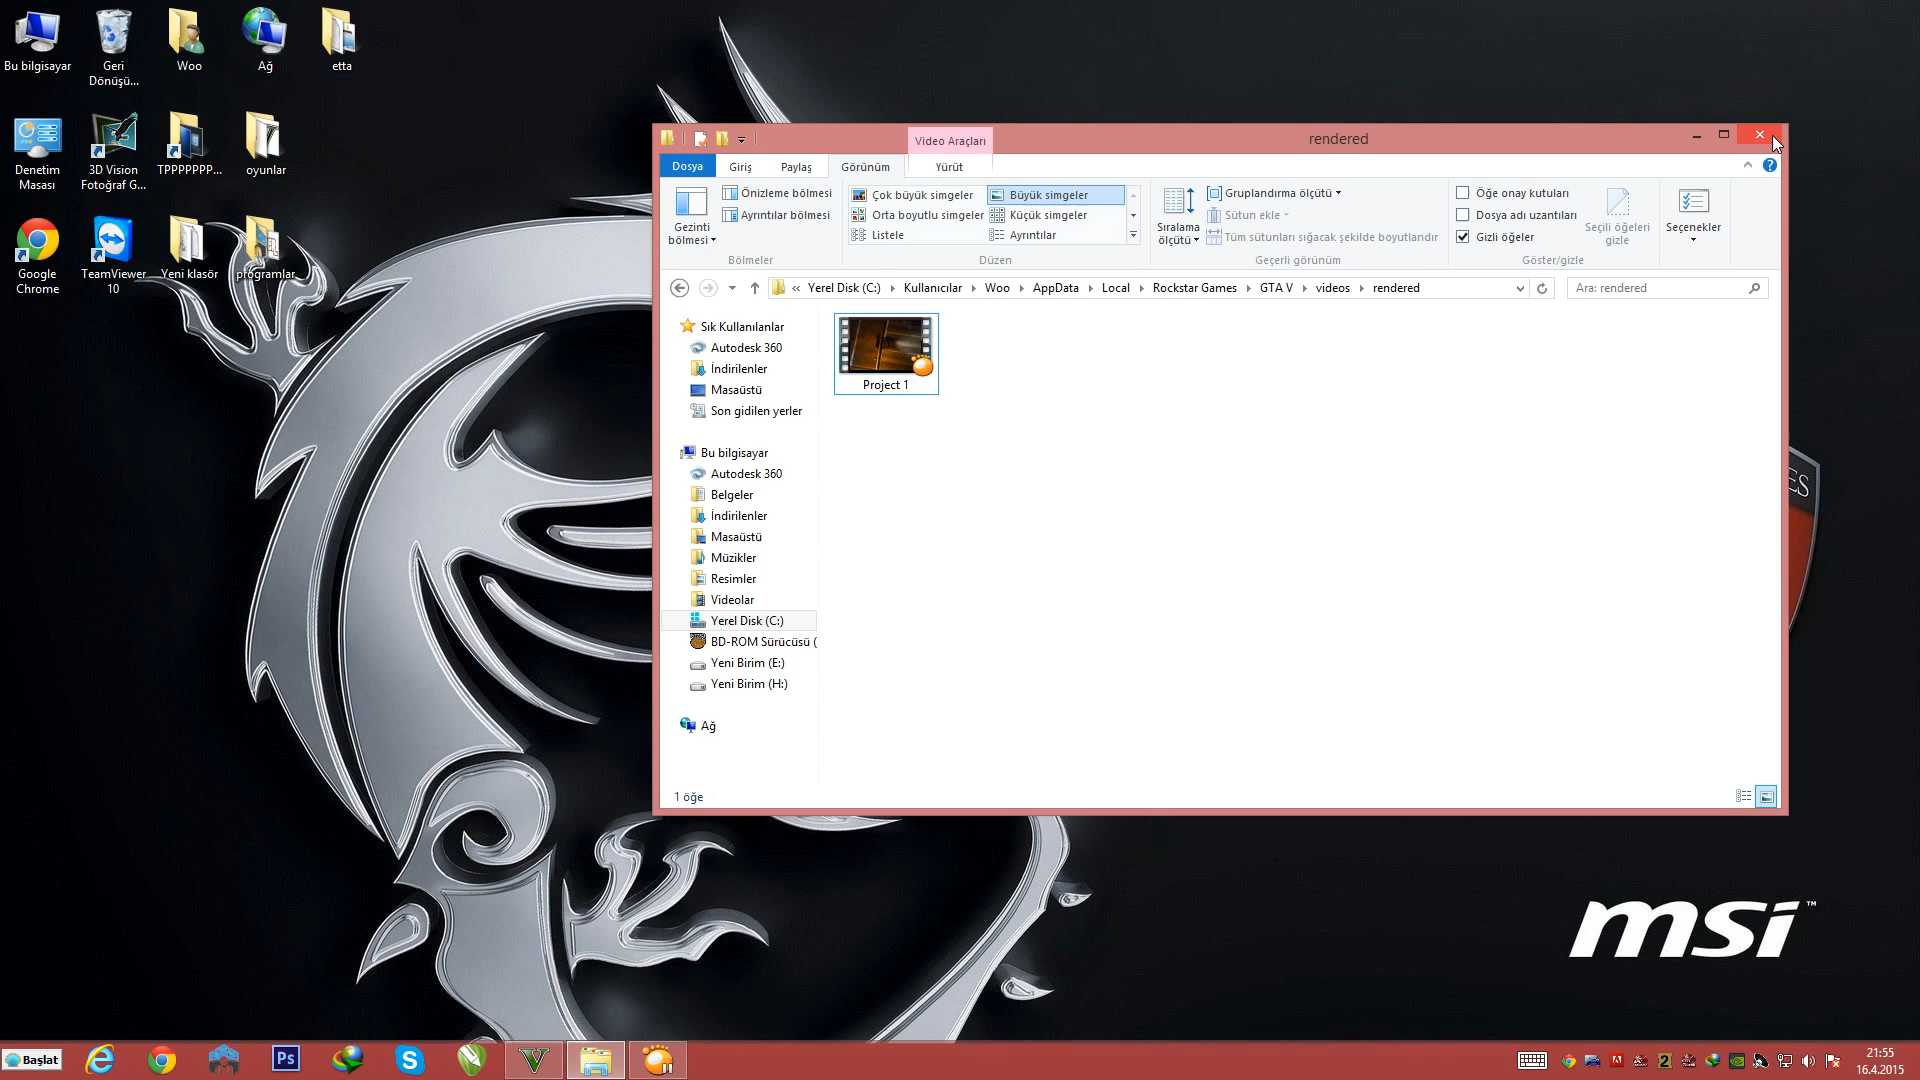 Bu bilgisayar
Geri Dönüşü...
Woo
Ağ
etta
Denetim Masası
3D Vision Fotoğraf G...
TPPPPPPP...
oyunlar
Google Chrome
TeamViewer 10
Yeni klasör
programlar
Video Araçları
rendered
Dosya
Giriş
Paylaş
Görünüm
Yürüt
Gezinti bölmesi
Önizleme bölmesi
Ayrıntılar bölmesi
Bölmeler
Çok büyük simgeler
Büyük simgeler
Orta boyutlu simgeler
Küçük simgeler
Listele
Ayrıntılar
Düzen
Sıralama ölçütü
Gruplandırma ölçütü
Sütun ekle
Tüm sütunları sığacak şekilde boyutlandır
Geçerli görünüm
Öğe onay kutuları
Dosya adı uzantıları
Gizli öğeler
Seçili öğeleri gizle
Göster/gizle
Seçenekler
« Yerel Disk (C:) Kullanıcılar Woo AppData Local Rockstar Games GTA V videos rendered
Ara: rendered
Sık Kullanılanlar
Autodesk 360
İndirilenler
Masaüstü
Son gidilen yerler
Bu bilgisayar
Autodesk 360
Belgeler
İndirilenler
Masaüstü
Müzikler
Resimler
Videolar
Yerel Disk (C:)
BD-ROM Sürücüsü (
Yeni Birim (E:)
Yeni Birim (H:)
Ağ
Project 1
1 öğe
ES
msi™
Başlat
Ps
21:55
16.4.2015